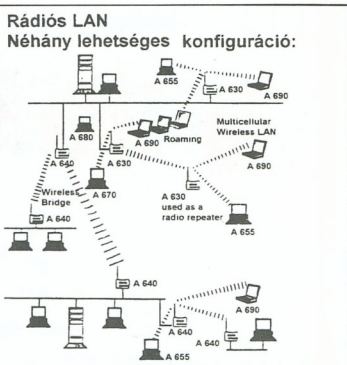 Rádiós LAN
Néhány lehetséges konfiguráció:
A 655
A 630
A 690
A 680
A 690
Roaming
Multicellular
Wireless LAN
A 640
A 630
A 690
A 670
Wireless
Bridge
A 630
used as a
radio repeater
A 640
A 655
A 640
A 690
A 640
A 640
A 655